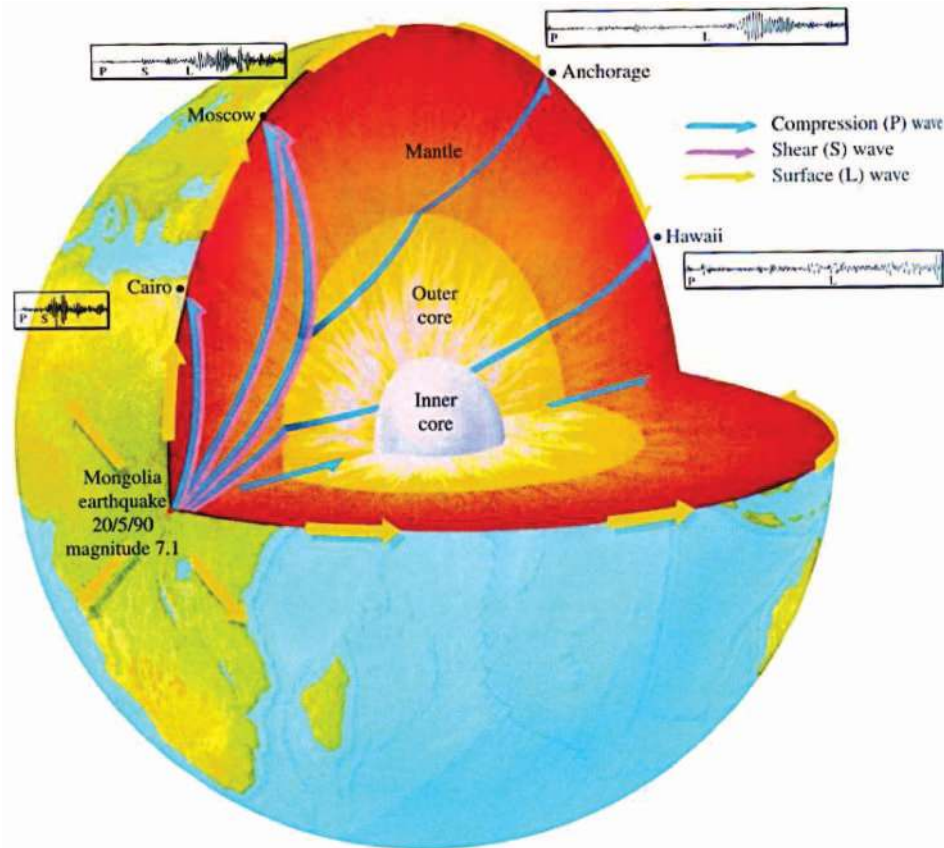 P L
Anchorage
P S L
Moscow
Compression (P) wave
Shear (S) wave
Surface (L) wave
Mantle
Hawaii
P L
Cairo
P S
Outer
core
Inner
core
Mongolia
earthquake
20/5/90
magnitude 7.1